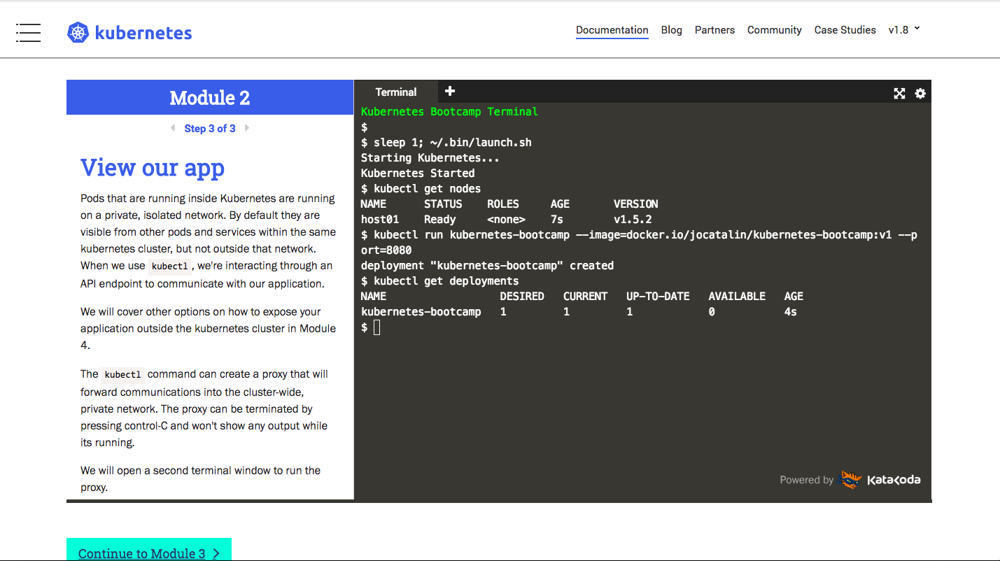 kubernetes
Documentation Blog Partners Community Case Studies v1.8
Module 2
Step 3 of 3
View our app
Pods that are running inside Kubernetes are running
on a private, isolated network. By default they are
visible from other pods and services within the same
kubernetes cluster, but not outside that network.
When we use kubectl , we're interacting through an
API endpoint to communicate with our application.
We will cover other options on how to expose your
application outside the kubernetes cluster in Module
4.
The kubectl command can create a proxy that will
forward communications into the cluster-wide,
private network. The proxy can be terminated by
pressing control-C and won't show any output while
its running.
We will open a second terminal window to run the
proxy.
Terminal +
Kubernetes Bootcamp Terminal
$
$ sleep 1; ~/.bin/launch.sh
Starting Kubernetes...
Kubernetes Started
$ kubectl get nodes
NAME STATUS ROLES AGE VERSION
host01 Ready <none> 7s v1.5.2
$ kubectl run kubernetes-bootcamp --image=docker.io/jocatalin/kubernetes-bootcamp:v1 --p
ort=8080
deployment "kubernetes-bootcamp" created
$ kubectl get deployments
NAME DESIRED CURRENT UP-TO-DATE AVAILABLE AGE
kubernetes-bootcamp 1 1 1 0 4s
$
Powered by KataKoda
Continue to Module 3